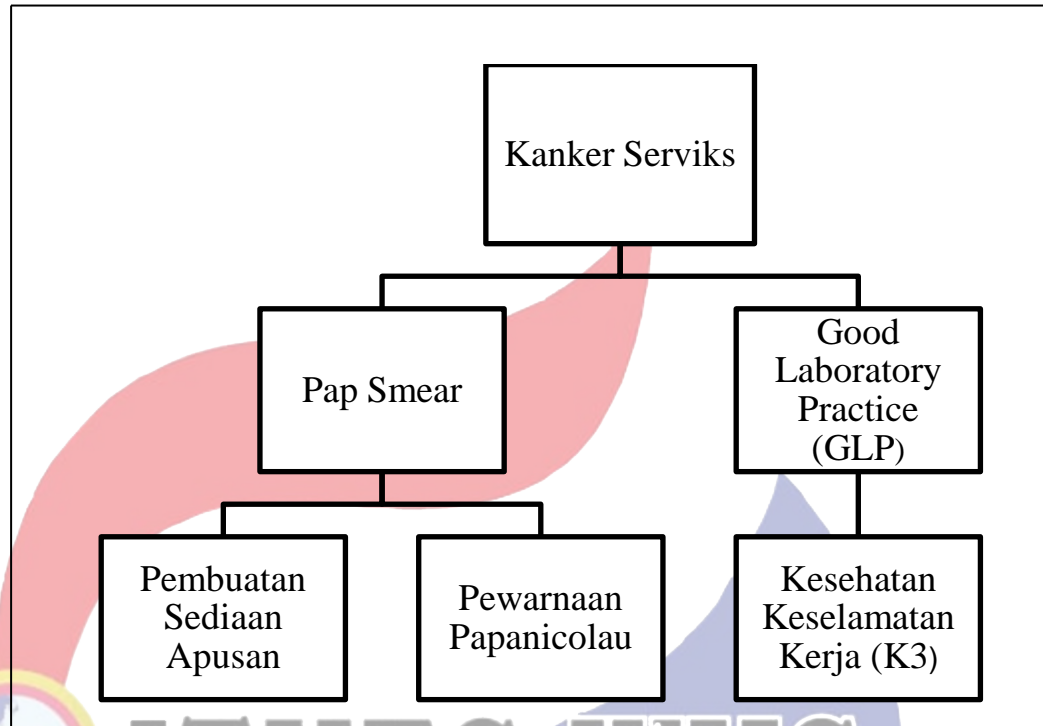 Kanker Serviks
Pap Smear
Good
Laboratory
Practice
(GLP)
Pembuatan
Sediaan
Apusan
Pewarnaan
Papanicolau
Kesehatan
Keselamatan
Kerja (K3)